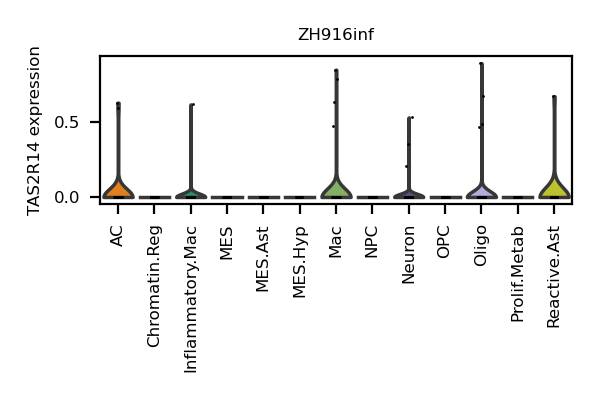 ZH916inf
TAS2R14 expression
0.5
0.0
AC
Chromatin.Reg
Inflammatory.Mac
MES
MES.Ast
MES.Hyp
Mac
NPC
Neuron
OPC
Oligo
Prolif.Metab
Reactive.Ast